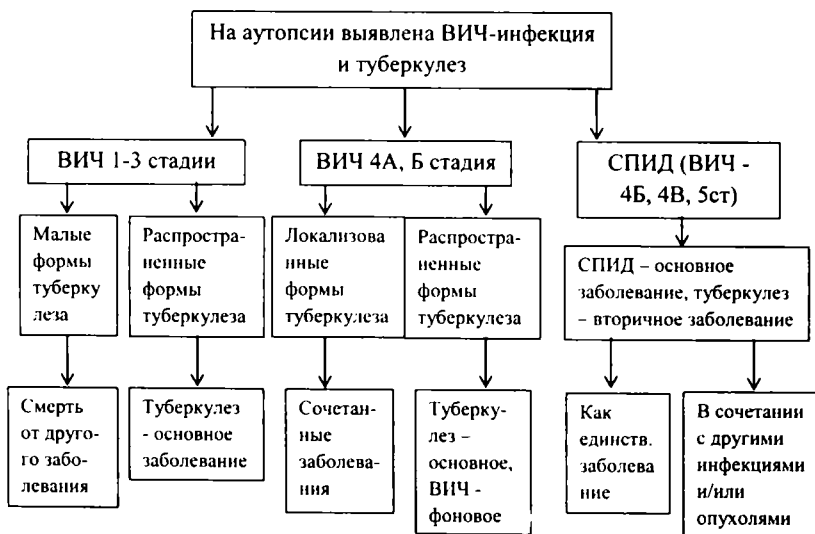 На аутопсии выявлена ВИЧ-инфекция
и туберкулез
ВИЧ 1-3 стадии
ВИЧ 4А, Б стадия
СПИД (ВИЧ -
4Б, 4В, 5ст)
Малые
формы
туберку
леза
Распростра-
ненные
формы
туберкулеза
Локализова
нные
формы
туберкулеза
Распростра-
ненные
формы
туберкулеза
СПИД – основное
заболевание, туберкулез
– вторичное заболевание
Смерть
от друго-
го забо-
левания
Туберкулез
- основное
заболевание
Сочетан-
ные
заболева-
ния
Туберку-
лез –
основное,
ВИЧ -
фоновое
Как
единств.
заболева
ние
В сочетании
с другими
инфекциями
и/или
опухолями